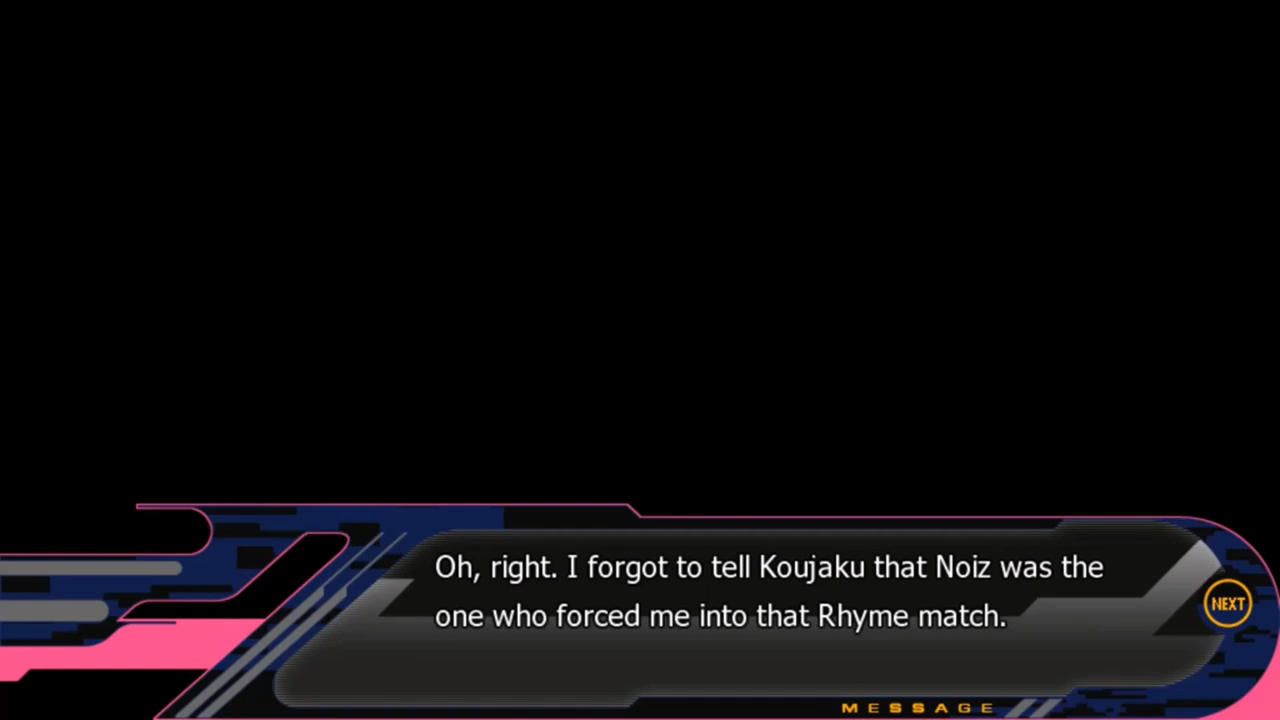 Oh, right. I forgot to tell Koujaku that Noiz was the
one who forced me into that Rhyme match.
NEXT
MESSAGE